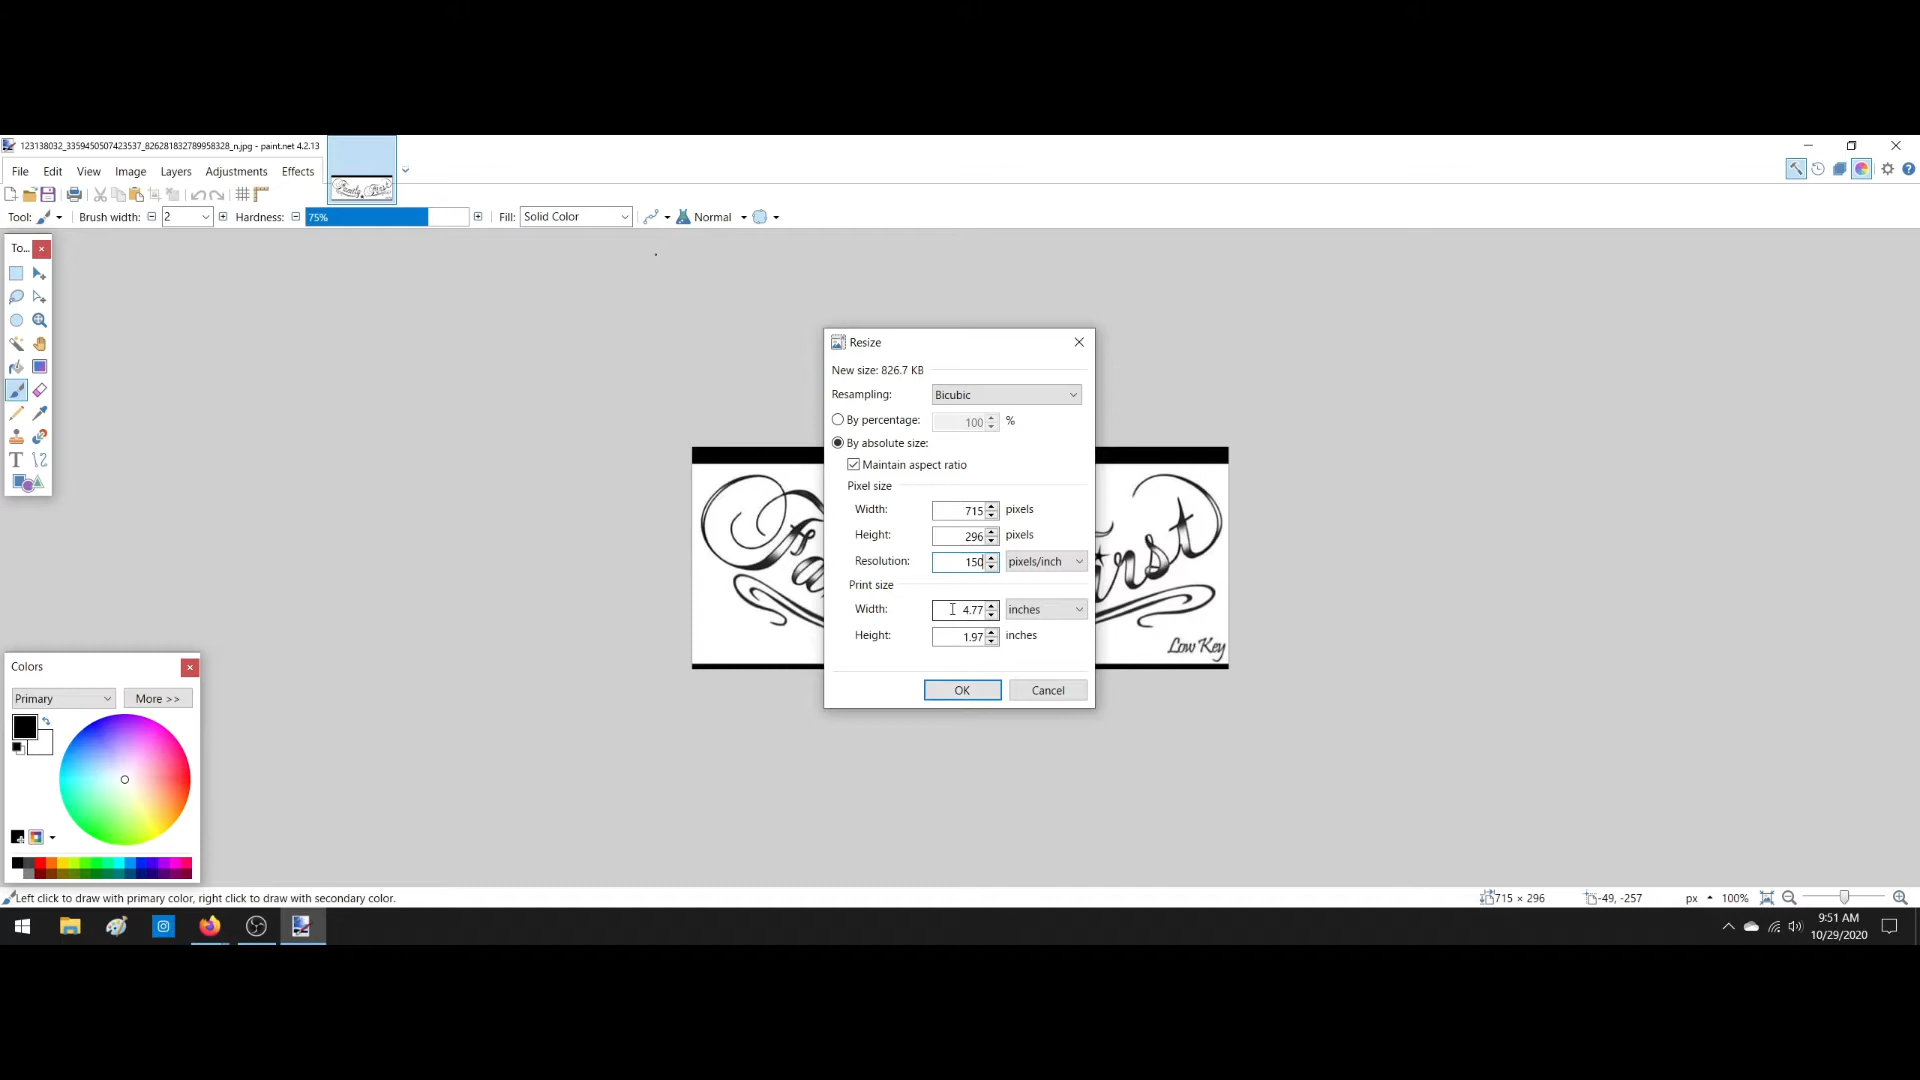 123138032_3359450507423537_826281832789958328_n.jpg - paint.net 4.2.13
File Edit View Image Layers Adjustments Effects
Tool: Brush width: 2 Hardness: 75% Fill: Solid Color Normal
To...
Resize
New size: 826.7 KB
Resampling: Bicubic
By percentage: 100 %
By absolute size:
Maintain aspect ratio
Pixel size
Width: 715 pixels
Height: 296 pixels
Resolution: 150 pixels/inch
Print size
Width: 4.77 inches
Height: 1.97 inches
OK Cancel
Fa
irst
Low Key
Colors
Primary More >>
Left click to draw with primary color, right click to draw with secondary color.
715 × 296 -49, -257 px 100%
9:51 AM
10/29/2020